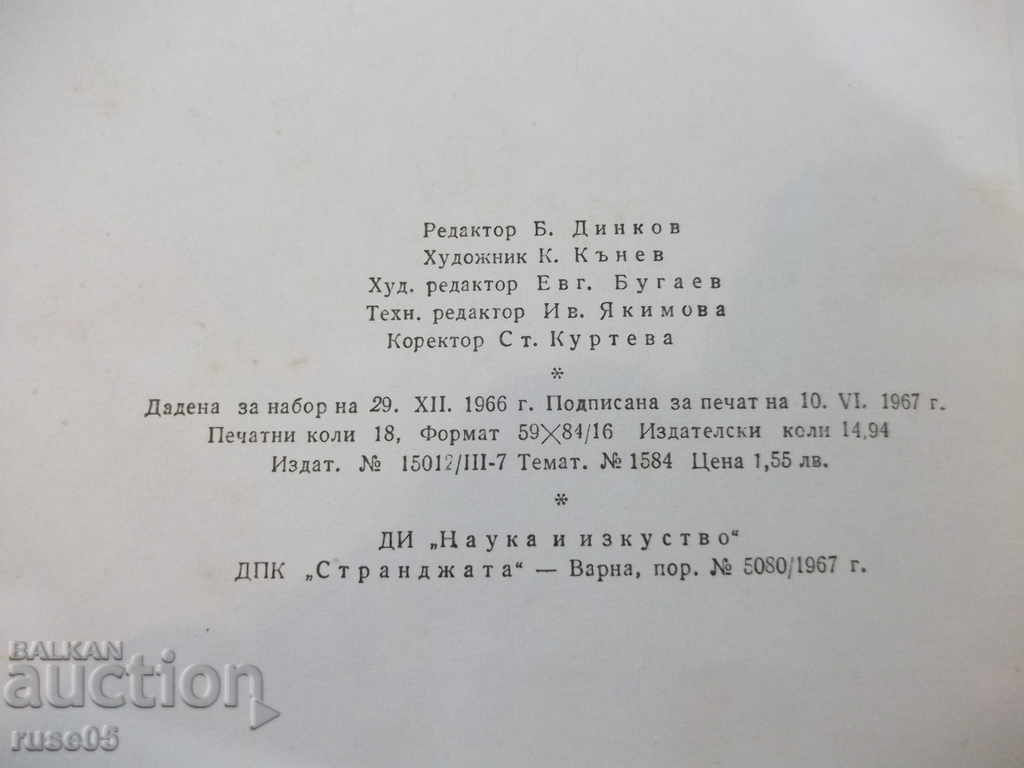 Редактор Б. Динков
Художник К. Кънев
Худ. редактор Евг. Бугаев
Техн. редактор Ив. Якимова
Коректор Ст. Куртева
*
Дадена за набор на 29. XII. 1966 г. Подписана за печат на 10. VI. 1967 г.
Печатни коли 18, Формат 59×84/16 Издателски коли 14,94
Издат. № 15012/III-7 Темат. № 1584 Цена 1,55 лв.
*
ДИ „Наука и изкуство“
ДПК „Странджата“ — Варна, пор. № 5080/1967 г.
BALKAN
auction
ruse05